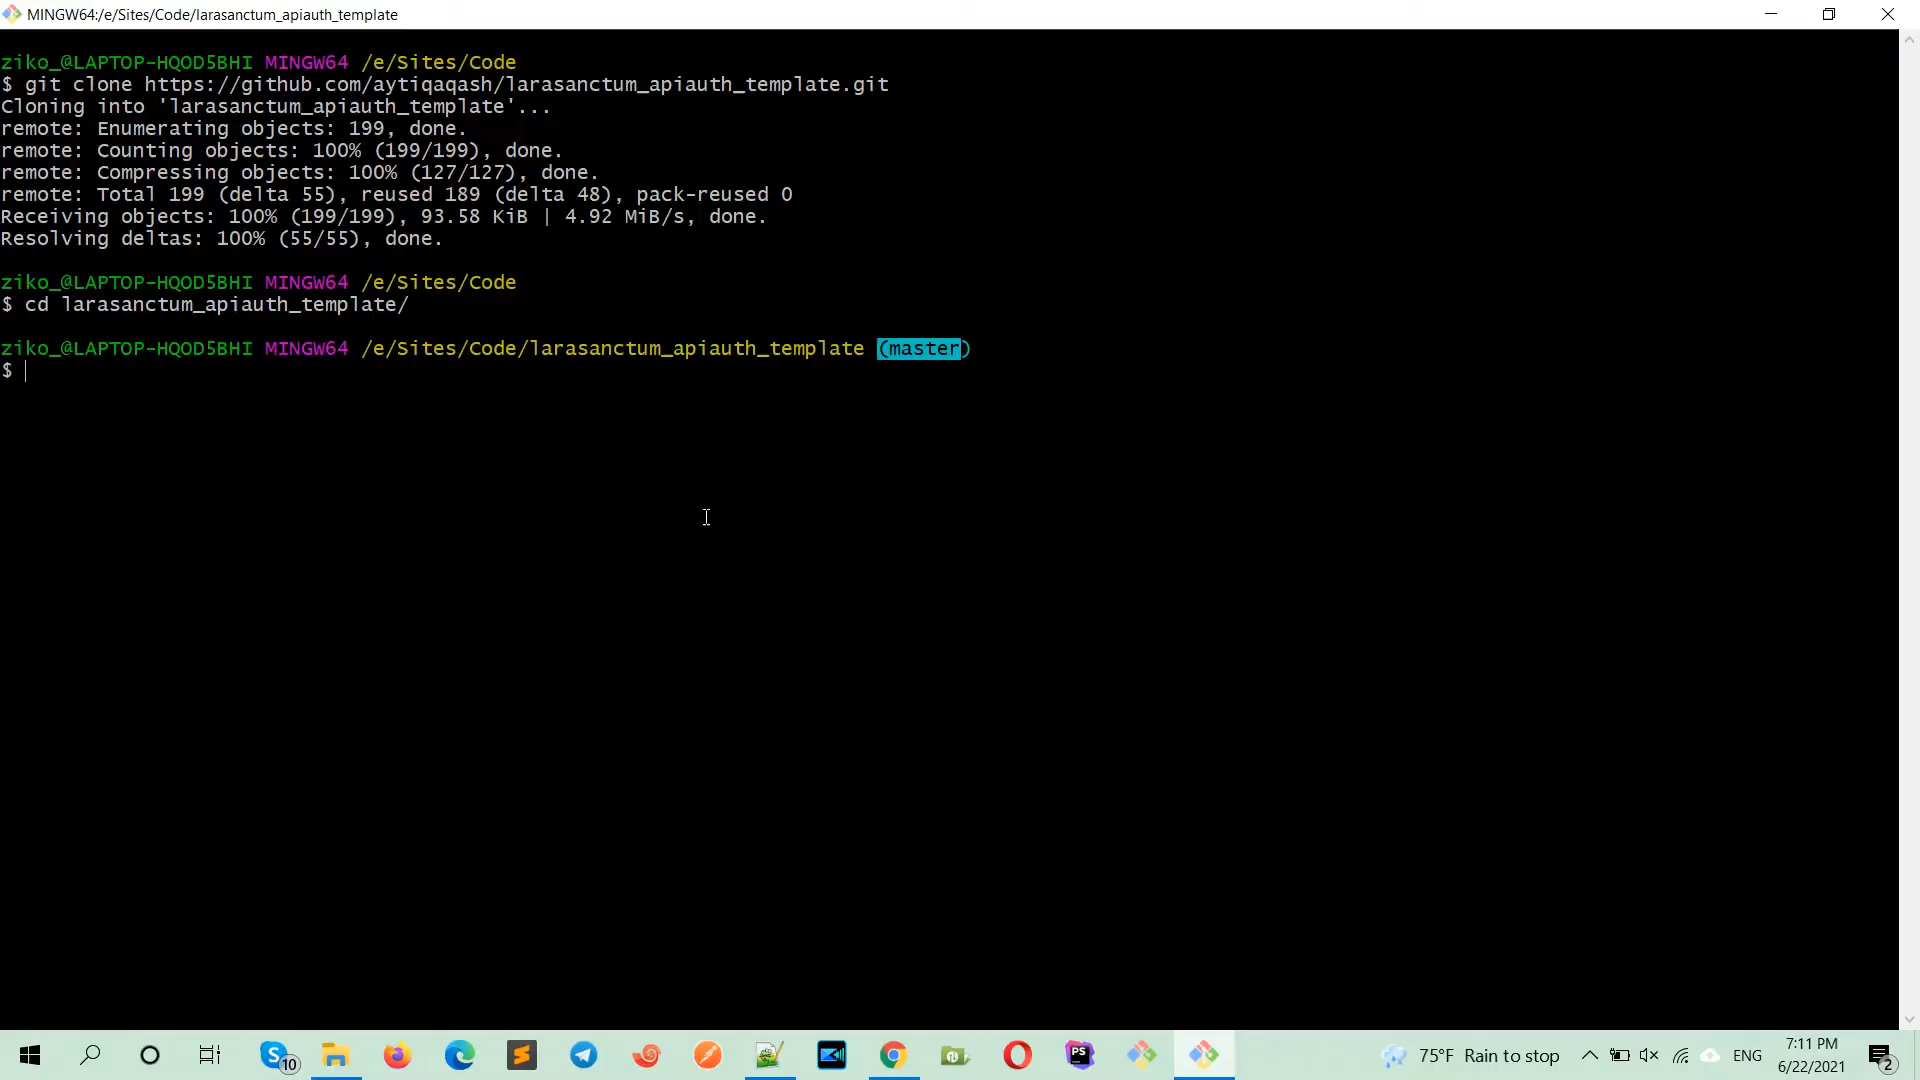 MINGW64:/e/Sites/Code/larasanctum_apiauth_template
ziko_@LAPTOP-HQOD5BHI MINGW64 /e/Sites/Code
$ git clone https://github.com/aytiqaqash/larasanctum_apiauth_template.git
Cloning into 'larasanctum_apiauth_template'...
remote: Enumerating objects: 199, done.
remote: Counting objects: 100% (199/199), done.
remote: Compressing objects: 100% (127/127), done.
remote: Total 199 (delta 55), reused 189 (delta 48), pack-reused 0
Receiving objects: 100% (199/199), 93.58 KiB | 4.92 MiB/s, done.
Resolving deltas: 100% (55/55), done.
ziko_@LAPTOP-HQOD5BHI MINGW64 /e/Sites/Code
$ cd larasanctum_apiauth_template/
ziko_@LAPTOP-HQOD5BHI MINGW64 /e/Sites/Code/larasanctum_apiauth_template (master)
$
S 10
PS
75°F Rain to stop
ENG
7:11 PM
6/22/2021
2